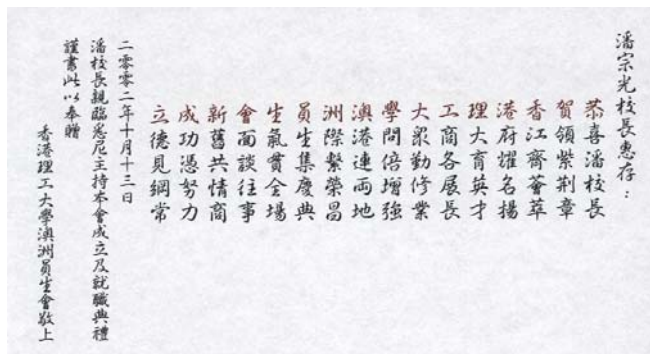 潘宗光校長惠存：
恭喜潘校長
賀領紫荊章
香江齊薈萃
港府耀名揚
理大育英才
工商各展長
大眾勤修業
學問倍增強
澳港連両地
洲際繫榮昌
員生集慶典
生氣貫全場
會面談往事
新舊共情商
成功憑努力
立德見綱常
二零零二年十月十三日
潘校長親臨悉尼主持本會成立及就職典禮
謹書此以奉贈
香港理工大學澳洲員生會敬上